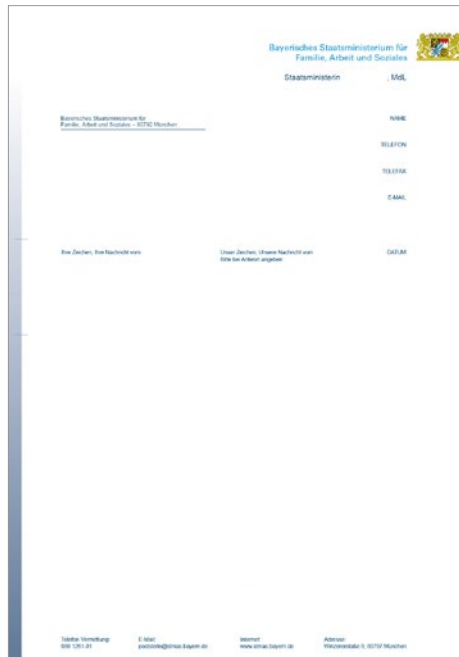 Bayerisches Staatsministerium für
Familie, Arbeit und Soziales
Staatsministerin , MdL
Bayerisches Staatsministerium für
Familie, Arbeit und Soziales – 80792 München
NAME
TELEFON
TELEFAX
E-MAIL
Ihre Zeichen, Ihre Nachricht vom
Unser Zeichen, Unsere Nachricht vom
Bitte bei Antwort angeben
DATUM
Telefon Vermittlung:
089 1261-01
E-Mail:
poststelle@stmas.bayern.de
Internet:
www.stmas.bayern.de
Adresse:
Winzererstraße 9, 80797 München